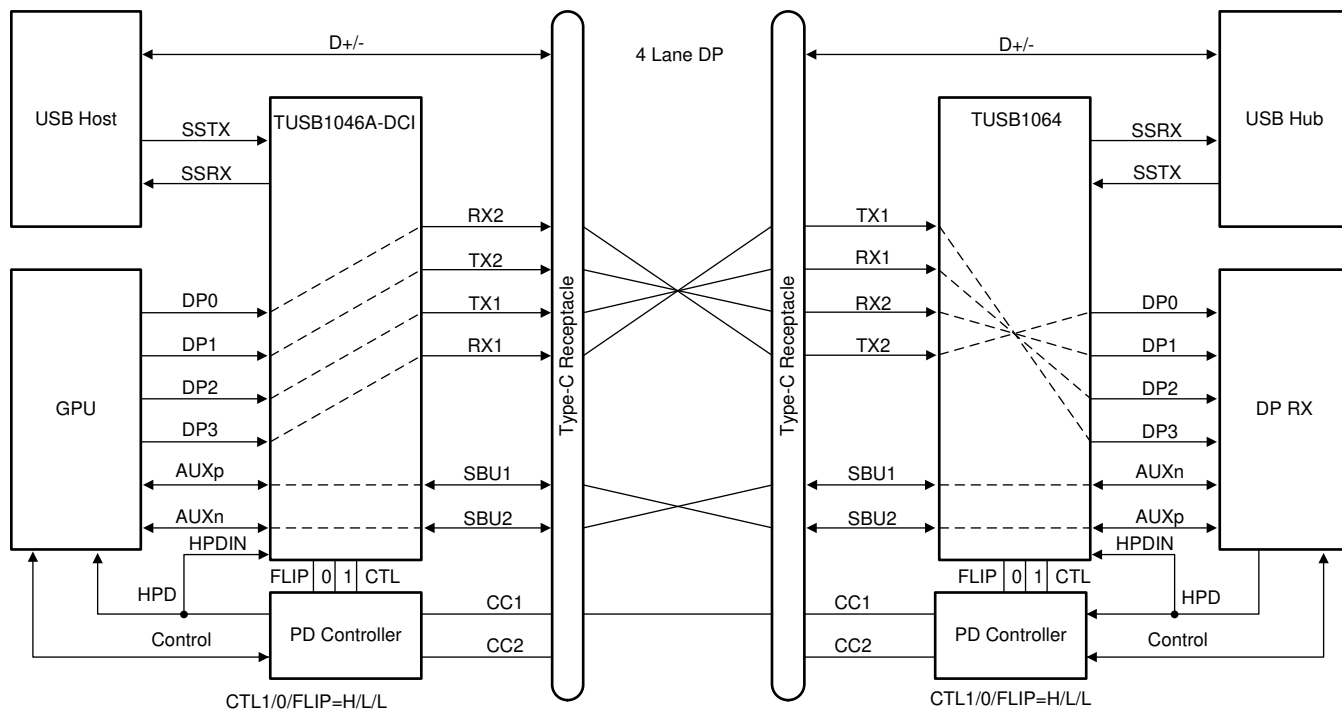 D+/-
4 Lane DP
D+/-
USB Host
TUSB1046A-DCI
TUSB1064
USB Hub
SSTX
SSRX
SSRX
SSTX
RX2
TX1
TX2
RX1
DP0
TX1
RX2
DP0
DP1
RX1
TX2
DP1
DP2
DP2
GPU
Type-C Receptacle
Type-C Receptacle
DP RX
DP3
DP3
AUXp
SBU1
SBU1
AUXn
AUXn
SBU2
SBU2
AUXp
HPDIN
HPDIN
FLIP 0 1 CTL
FLIP 0 1 CTL
HPD
CC1
CC1
HPD
Control
PD Controller
CC2
CC2
PD Controller
Control
CTL1/0/FLIP=H/L/L
CTL1/0/FLIP=H/L/L